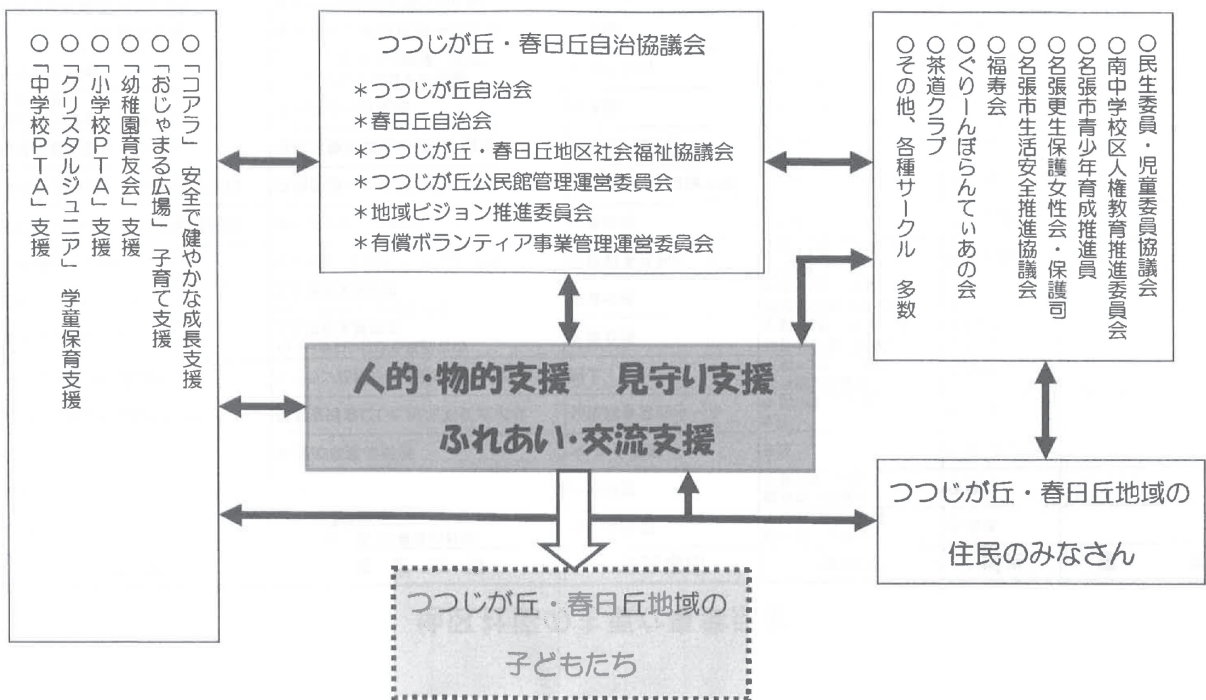 ○「コアラ」 安全で健やかな成長支援
○「おじゃまる広場」 子育て支援
○「幼稚園育友会」支援
○「小学校PTA」支援
○「クリスタルジュニア」学童保育支援
○「中学校PTA」支援
つつじが丘・春日丘自治協議会
*つつじが丘自治会
*春日丘自治会
*つつじが丘・春日丘地区社会福祉協議会
*つつじが丘公民館管理運営委員会
*地域ビジョン推進委員会
*有償ボランティア事業管理運営委員会
○民生委員・児童委員協議会
○南中学校区人権教育推進委員会
○名張市青少年育成推進員
○名張更生保護女性会・保護司
○名張市生活安全推進協議会
○福寿会
○ぐりーんぼらんてぃあの会
○茶道クラブ
○その他、各種サークル 多数
人的・物的支援 見守り支援
ふれあい・交流支援
つつじが丘・春日丘地域の
住民のみなさん
つつじが丘・春日丘地域の
子どもたち